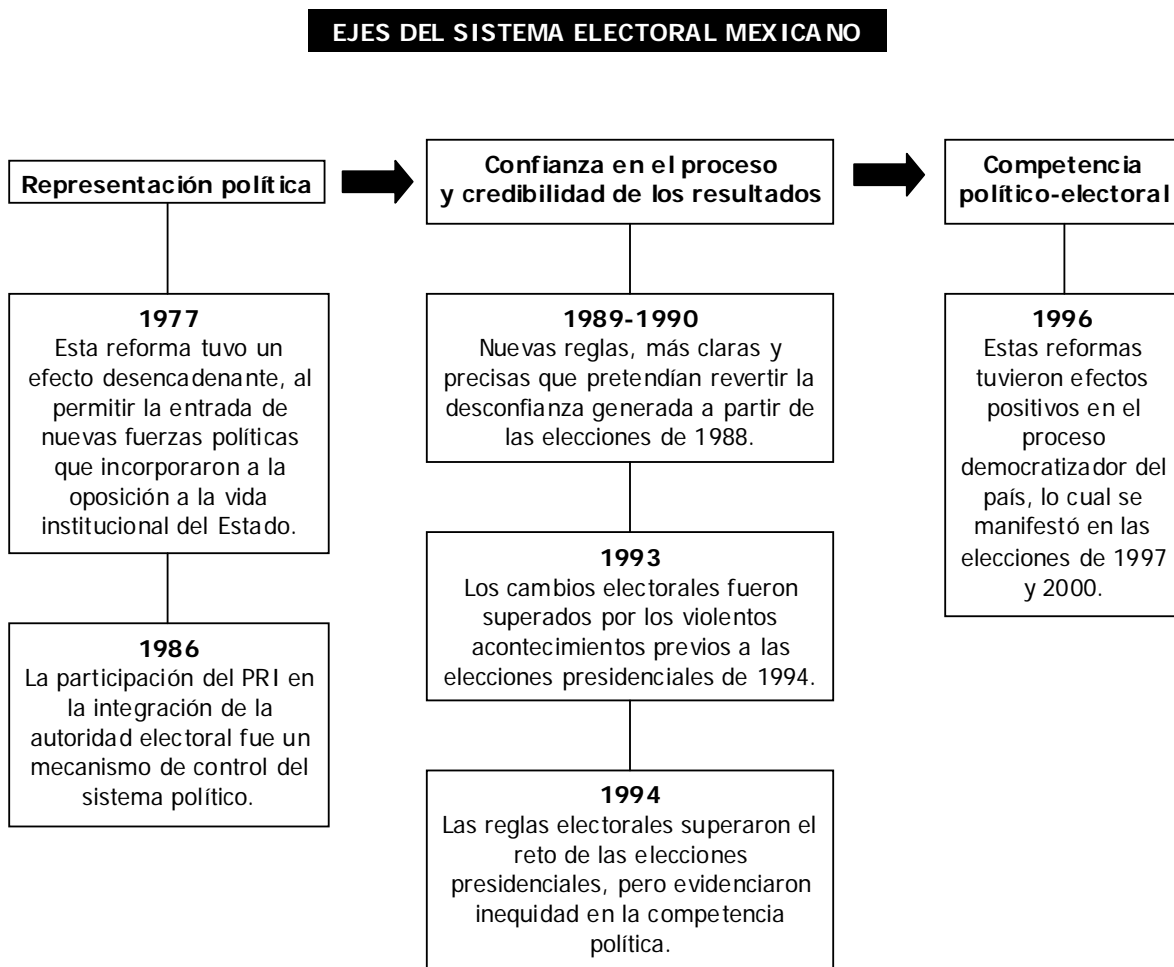 EJES DEL SISTEMA ELECTORAL MEXICANO
Representación política
Confianza en el proceso
y credibilidad de los resultados
Competencia
político-electoral
1977
Esta reforma tuvo un
efecto desencadenante, al
permitir la entrada de
nuevas fuerzas políticas
que incorporaron a la
oposición a la vida
institucional del Estado.
1986
La participación del PRI en
la integración de la
autoridad electoral fue un
mecanismo de control del
sistema político.
1989-1990
Nuevas reglas, más claras y
precisas que pretendían revertir la
desconfianza generada a partir de
las elecciones de 1988.
1993
Los cambios electorales fueron
superados por los violentos
acontecimientos previos a las
elecciones presidenciales de 1994.
1994
Las reglas electorales superaron el
reto de las elecciones
presidenciales, pero evidenciaron
inequidad en la competencia
política.
1996
Estas reformas
tuvieron efectos
positivos en el
proceso
democratizador del
país, lo cual se
manifestó en las
elecciones de 1997
y 2000.